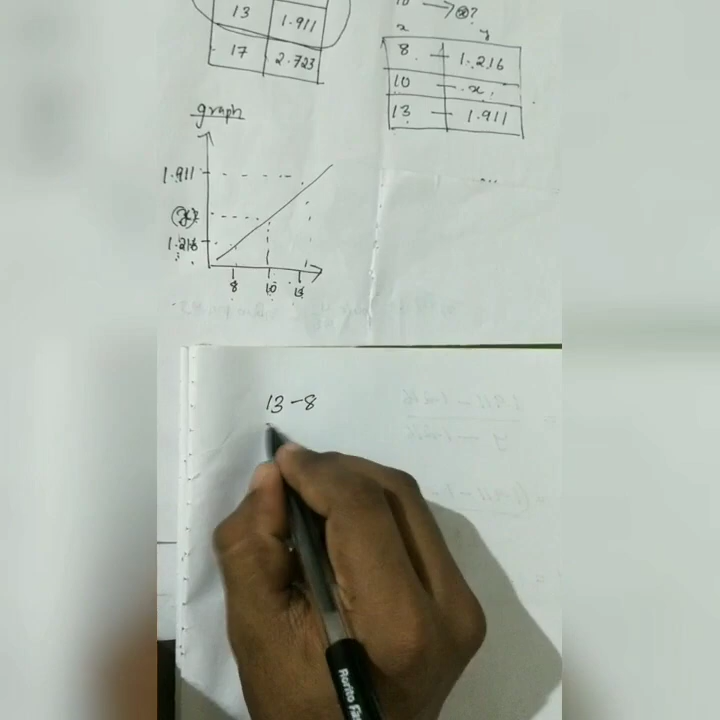 13 1.911
17 2.723
10 → x?
x y
8 1.216
10 x
13 1.911
graph
1.911
x
1.216
8 10 13
13-8
Rorito